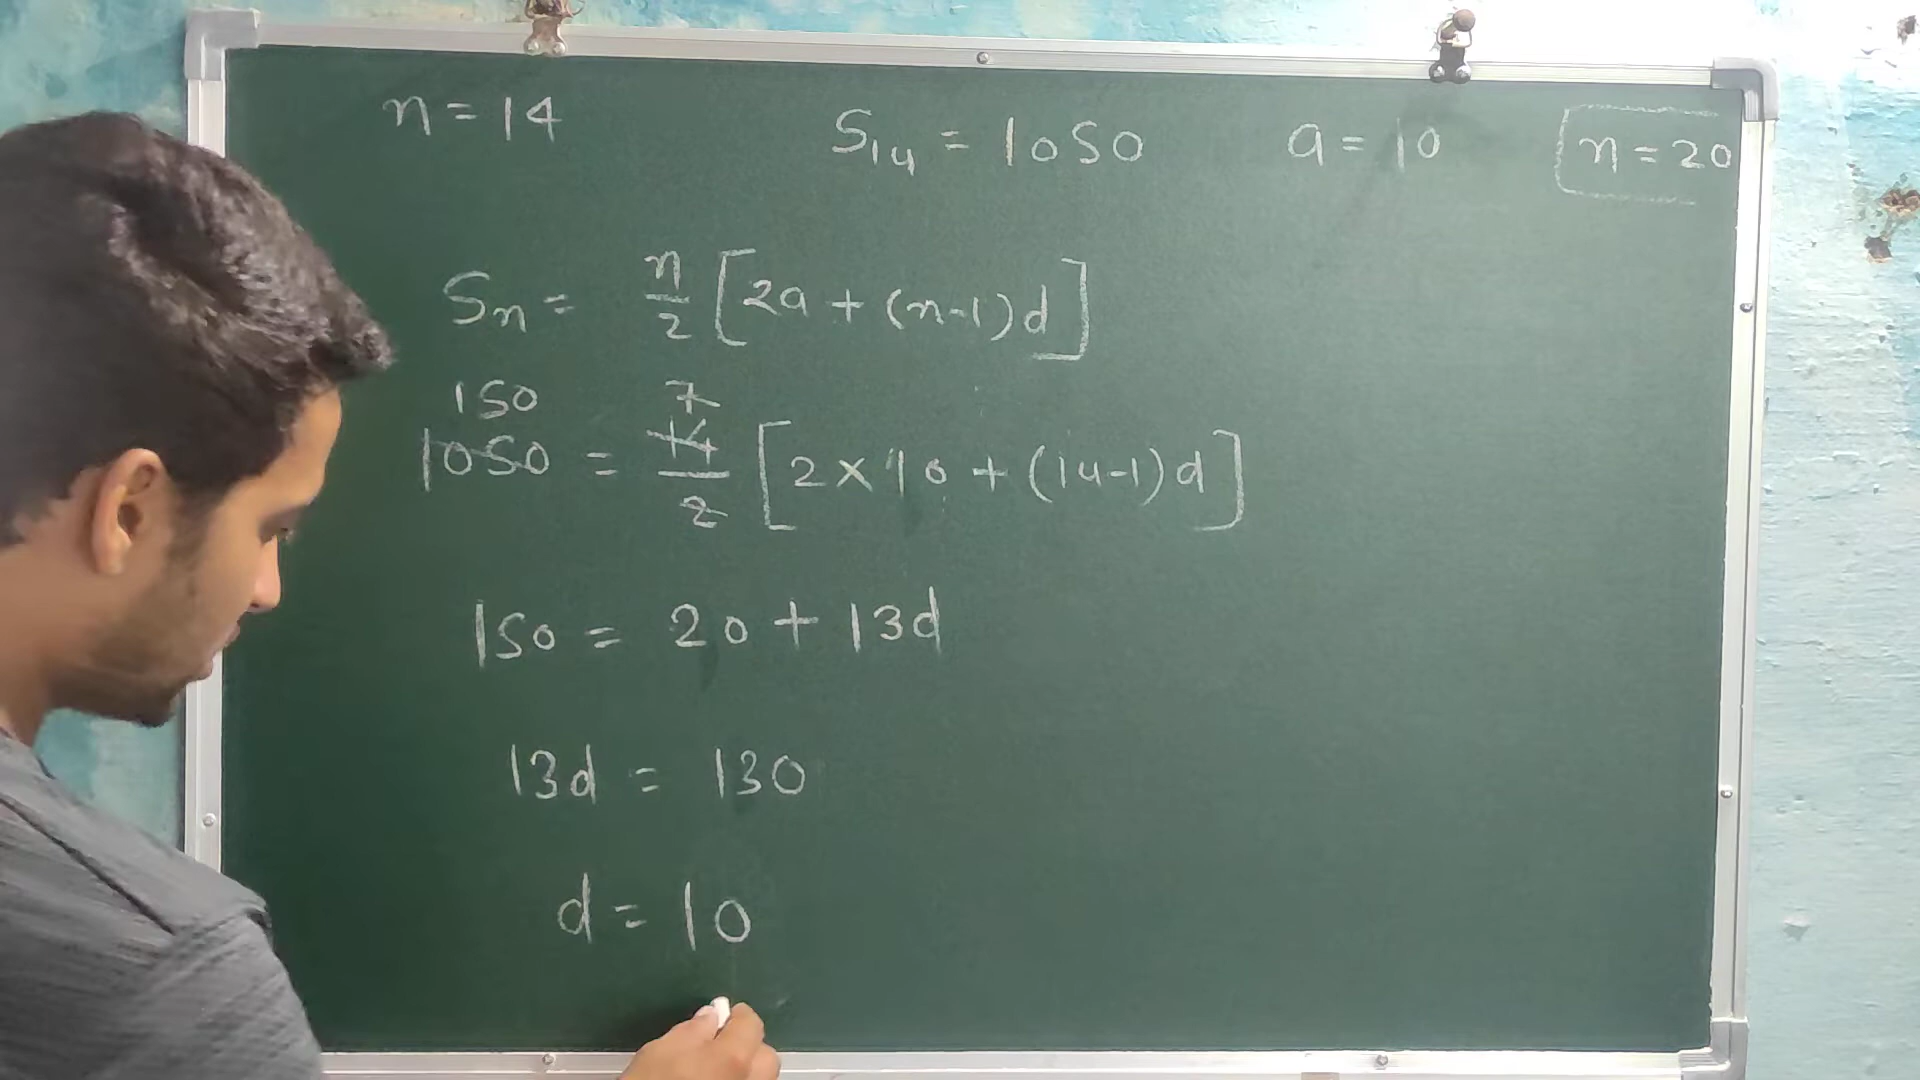 n = 14 S14 = 1050 a = 10 n = 20
Sn = n/2 [2a + (n-1)d]
150 7
1050 = 14/2 [2 × 10 + (14-1)d]
150 = 20 + 13d
13d = 130
d = 10